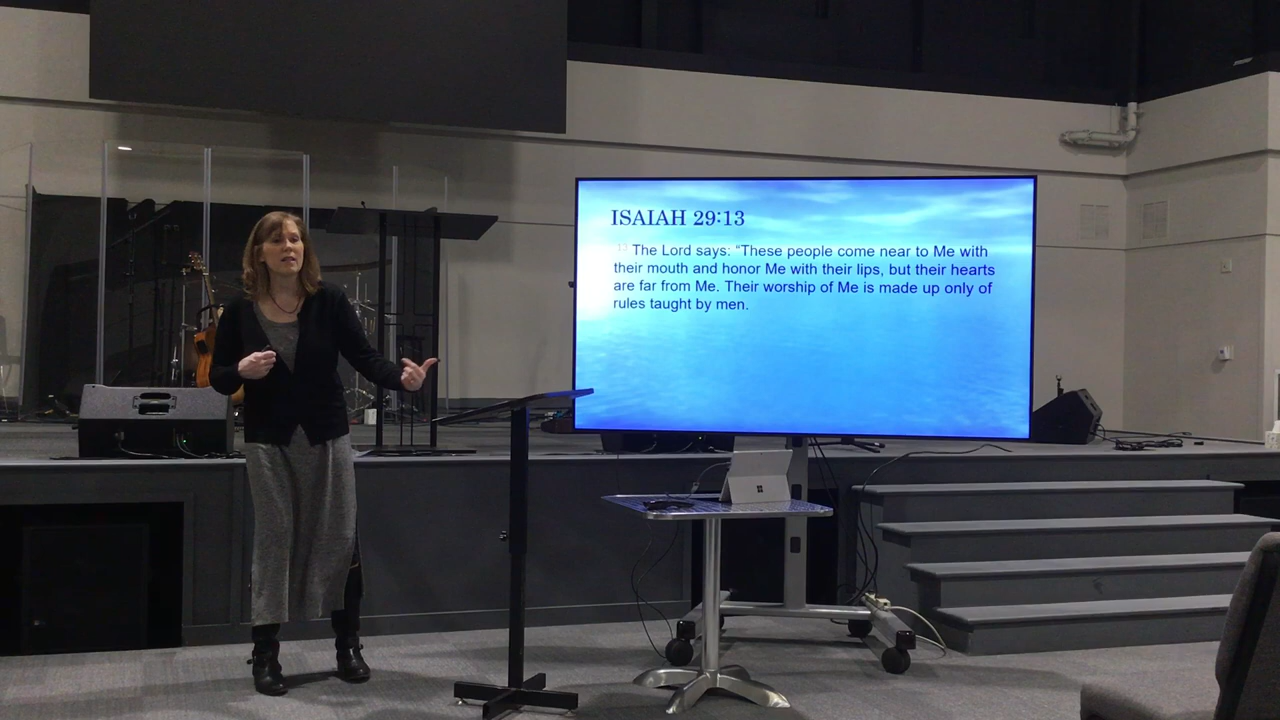 ISAIAH 29:13
13 The Lord says: “These people come near to Me with
their mouth and honor Me with their lips, but their hearts
are far from Me. Their worship of Me is made up only of
rules taught by men.